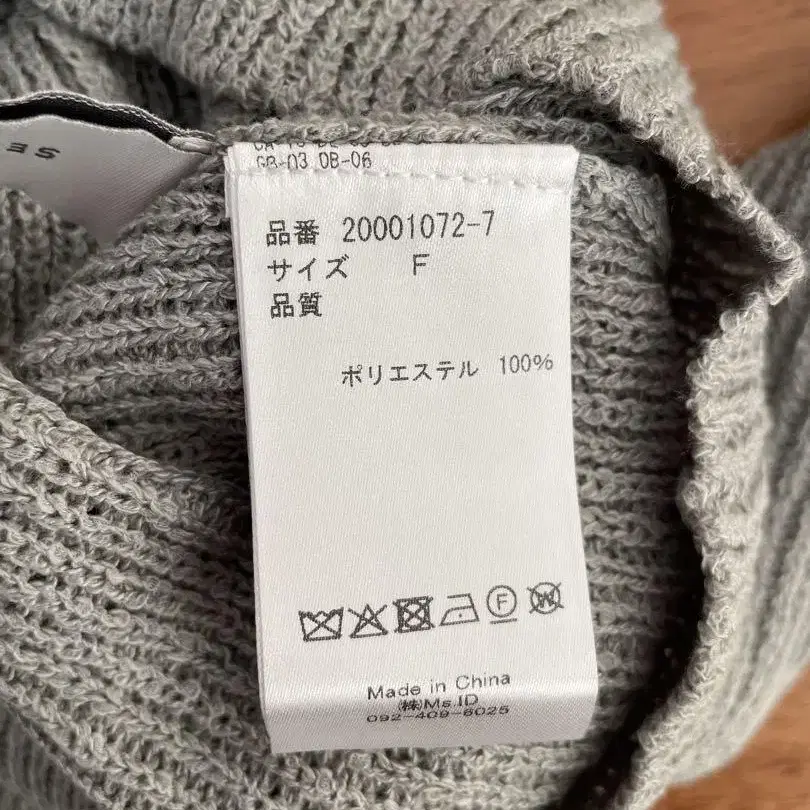 GB-03 OB-06
品番 20001072-7
サイズ F
品質
ポリエステル 100%
F
W
Made in China
㈱Ms.ID
092-409-6025